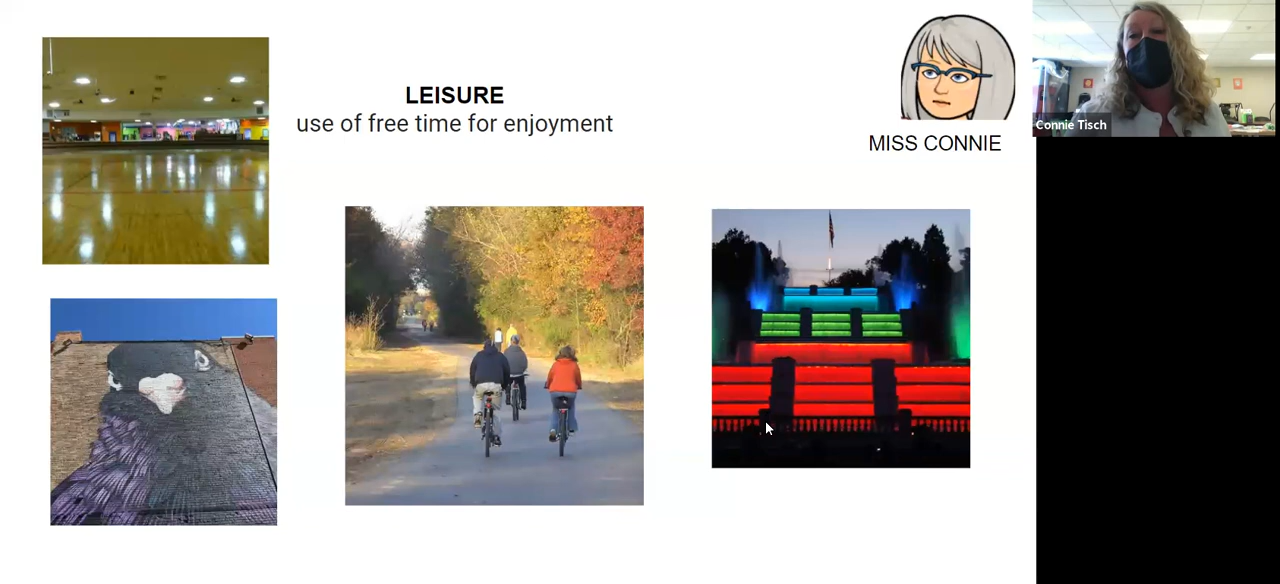 LEISURE
use of free time for enjoyment
MISS CONNIE
Connie Tisch